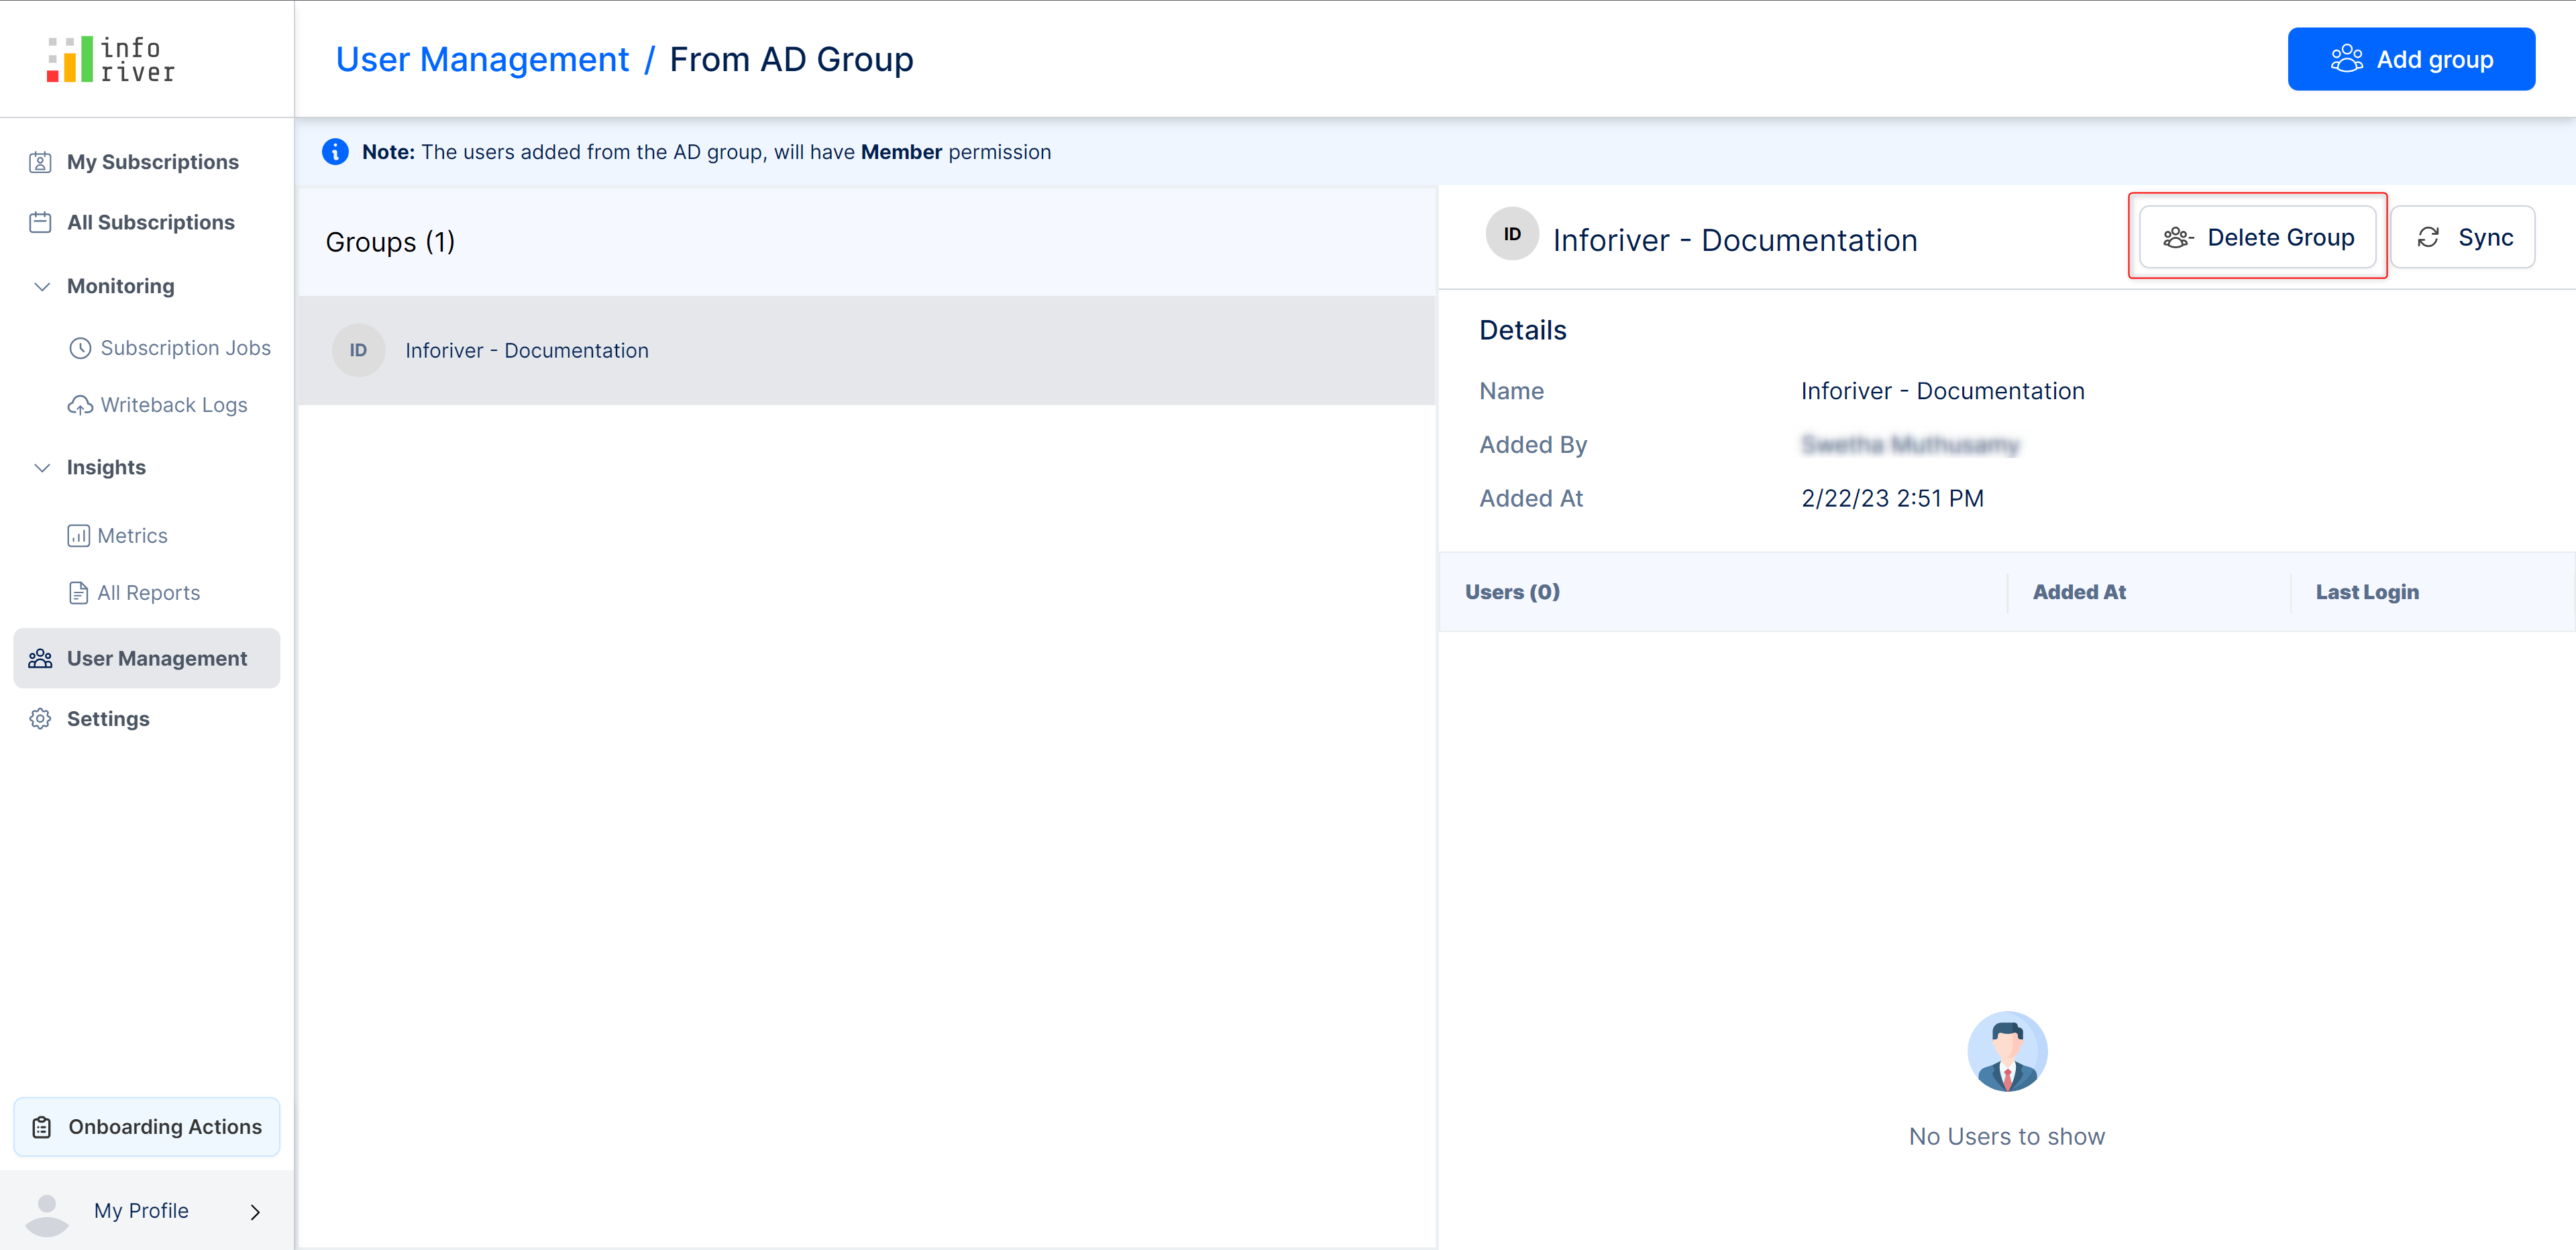 info
river
My Subscriptions
All Subscriptions
Monitoring
Subscription Jobs
Writeback Logs
Insights
Metrics
All Reports
User Management
Settings
Onboarding Actions
My Profile
User Management / From AD Group
Add group
Note: The users added from the AD group, will have Member permission
Groups (1)
ID Inforiver - Documentation
ID Inforiver - Documentation
Delete Group
Sync
Details
Name Inforiver - Documentation
Added By
Added At 2/22/23 2:51 PM
Users (0) Added At Last Login
No Users to show